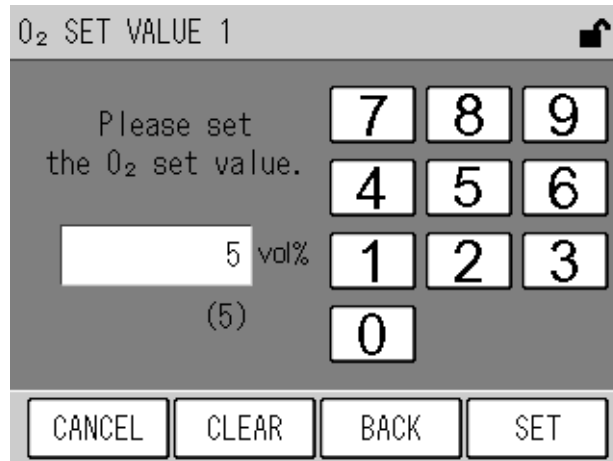 O₂ SET VALUE 1
Please set
the O₂ set value.
7 8 9
4 5 6
5 vol% 1 2 3
(5)
0
CANCEL CLEAR BACK SET